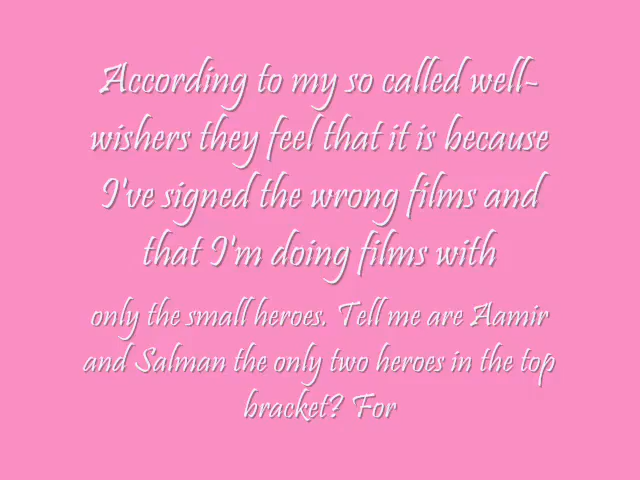 According to my so called well-
wishers they feel that it is because
I've signed the wrong films and
that I'm doing films with
only the small heroes. Tell me are Aamir
and Salman the only two heroes in the top
bracket? For